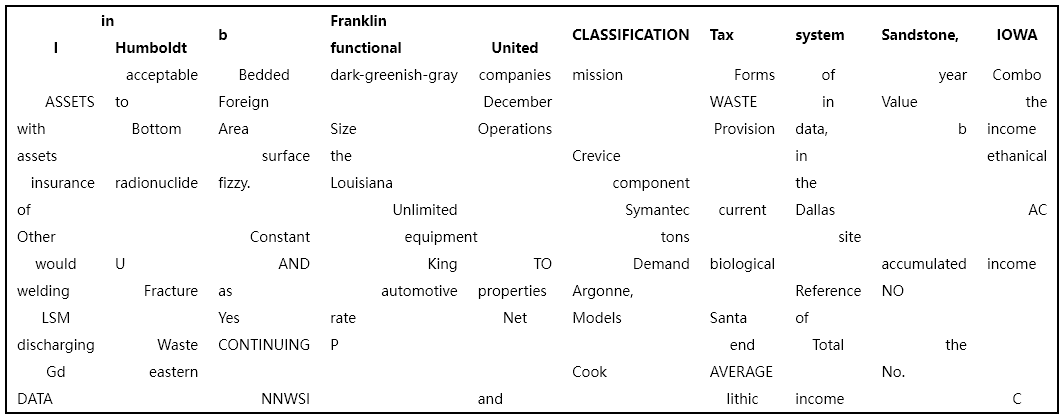 I in Humboldt b Franklin functional United CLASSIFICATION Tax system Sandstone, IOWA
acceptable Bedded dark-greenish-gray companies mission Forms of year Combo
ASSETS to Foreign December WASTE in Value the
with Bottom Area Size Operations Provision data, b income
assets surface the Crevice in ethanical
insurance radionuclide fizzy. Louisiana component the
of Unlimited Symantec current Dallas AC
Other Constant equipment tons site
would U AND King TO Demand biological accumulated income
welding Fracture as automotive properties Argonne, Reference NO
LSM Yes rate Net Models Santa of
discharging Waste CONTINUING P end Total the
Gd eastern Cook AVERAGE No.
DATA NNWSI and lithic income C